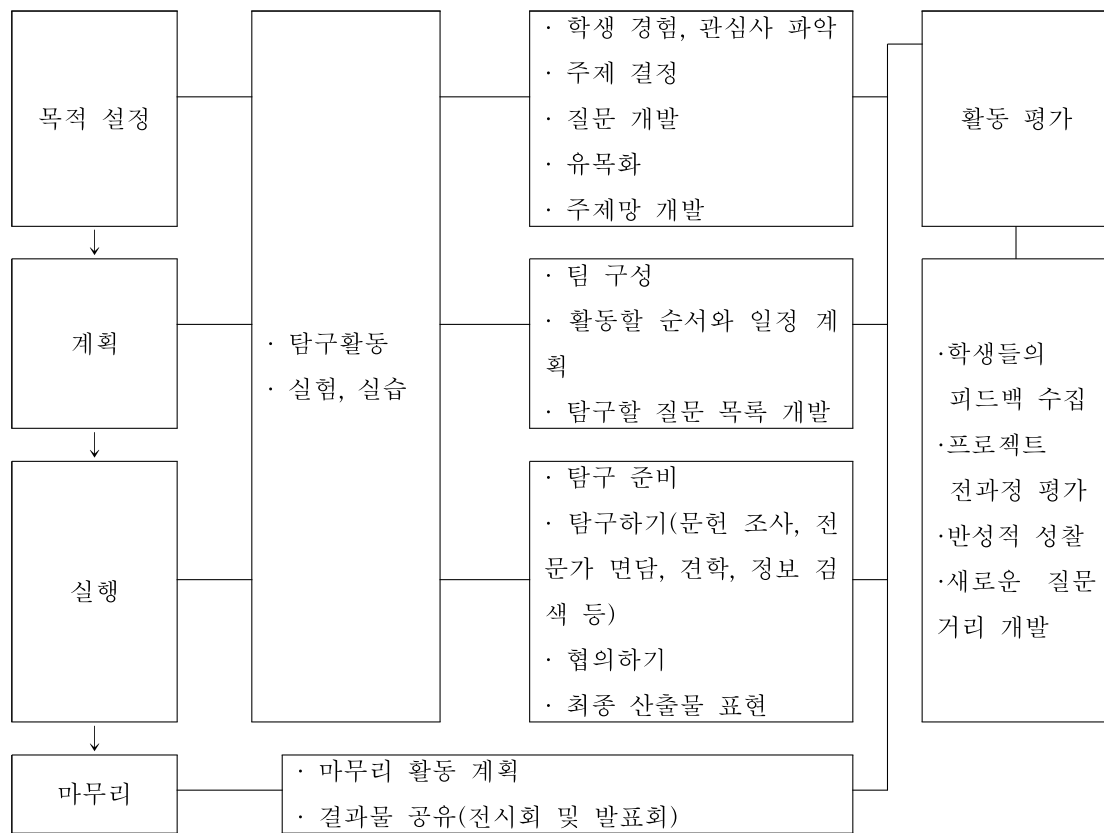 목적 설정
· 학생 경험, 관심사 파악
· 주제 결정
· 질문 개발
· 유목화
· 주제망 개발
활동 평가
계획
· 탐구활동
· 실험, 실습
· 팀 구성
· 활동할 순서와 일정 계
획
· 탐구할 질문 목록 개발
·학생들의
피드백 수집
·프로젝트
전과정 평가
·반성적 성찰
·새로운 질문
거리 개발
실행
· 탐구 준비
· 탐구하기(문헌 조사, 전
문가 면담, 견학, 정보 검
색 등)
· 협의하기
· 최종 산출물 표현
마무리
· 마무리 활동 계획
· 결과물 공유(전시회 및 발표회)